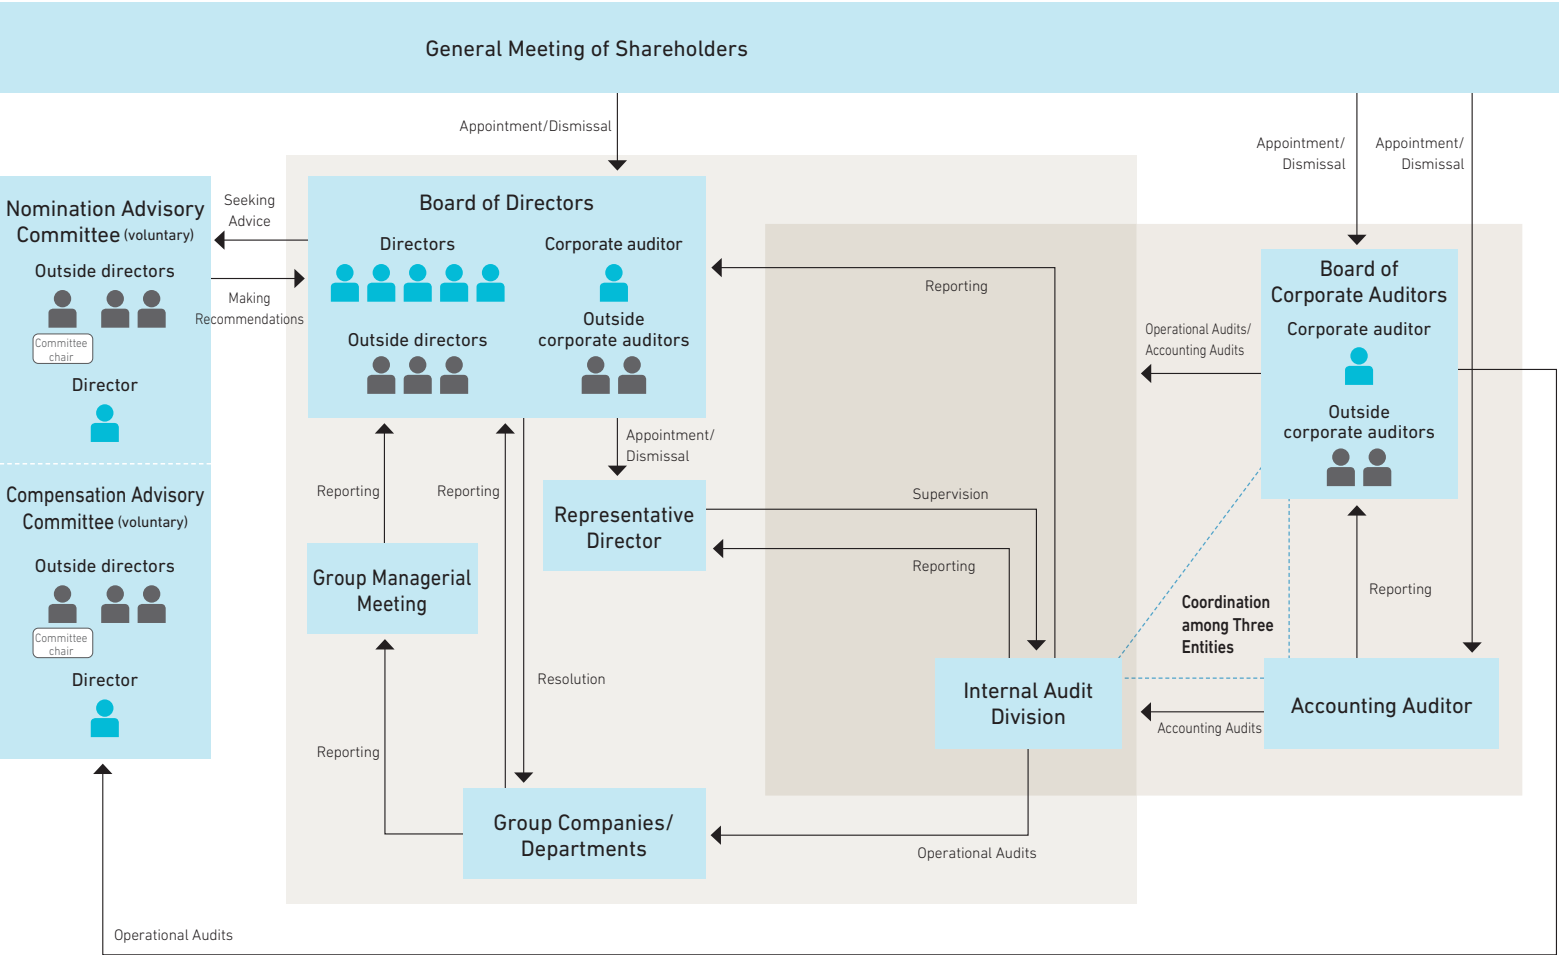 General Meeting of Shareholders
Appointment/Dismissal
Appointment/
Dismissal
Appointment/
Dismissal
Nomination Advisory
Committee (voluntary)
Outside directors
Committee
chair
Director
Compensation Advisory
Committee (voluntary)
Outside directors
Committee
chair
Director
Seeking
Advice
Making
Recommendations
Board of Directors
Directors
Corporate auditor
Outside directors
Outside
corporate auditors
Reporting
Operational Audits/
Accounting Audits
Board of
Corporate Auditors
Corporate auditor
Outside
corporate auditors
Appointment/
Dismissal
Reporting
Reporting
Representative
Director
Supervision
Reporting
Group Managerial
Meeting
Coordination
among Three
Entities
Reporting
Resolution
Reporting
Internal Audit
Division
Accounting Audits
Accounting Auditor
Group Companies/
Departments
Operational Audits
Operational Audits